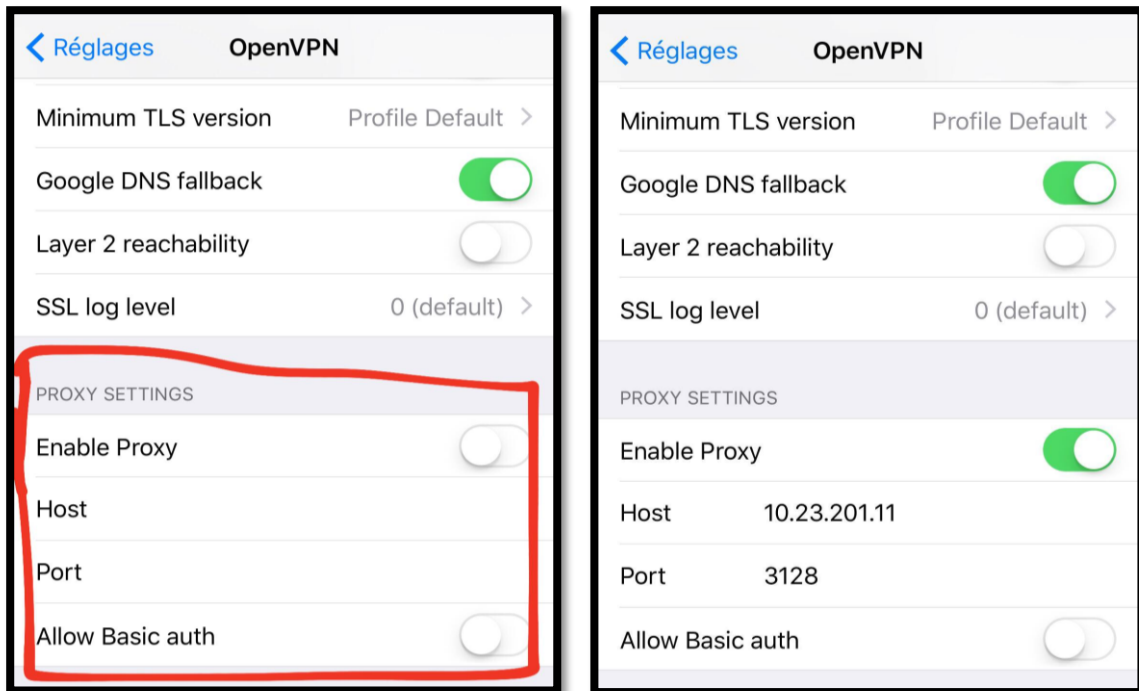 Réglages OpenVPN
Minimum TLS version Profile Default
Google DNS fallback
Layer 2 reachability
SSL log level 0 (default)
PROXY SETTINGS
Enable Proxy
Host
Port
Allow Basic auth
Réglages OpenVPN
Minimum TLS version Profile Default
Google DNS fallback
Layer 2 reachability
SSL log level 0 (default)
PROXY SETTINGS
Enable Proxy
Host 10.23.201.11
Port 3128
Allow Basic auth